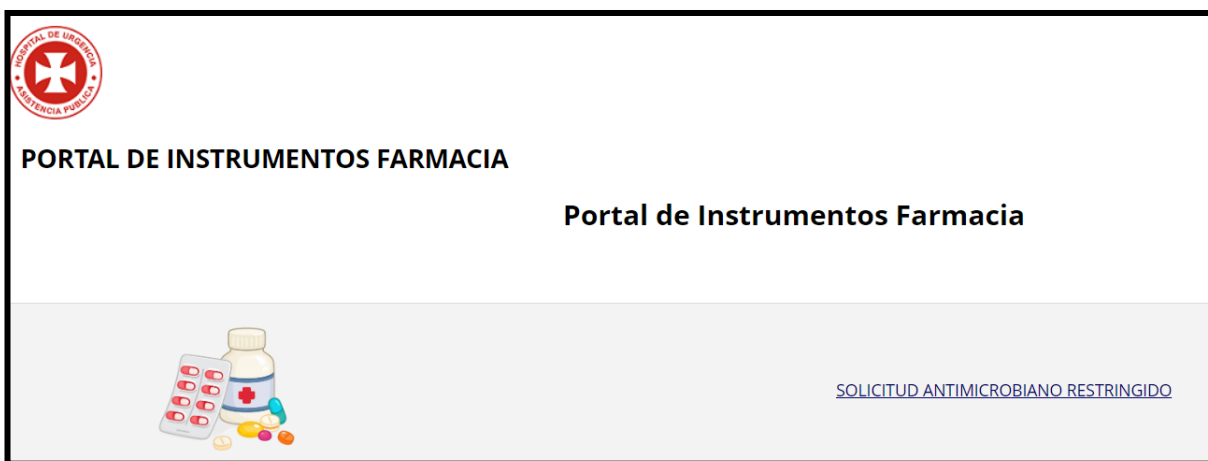 HOSPITAL DE URGENCIA
ASISTENCIA PUBLICA
PORTAL DE INSTRUMENTOS FARMACIA
Portal de Instrumentos Farmacia
SOLICITUD ANTIMICROBIANO RESTRINGIDO